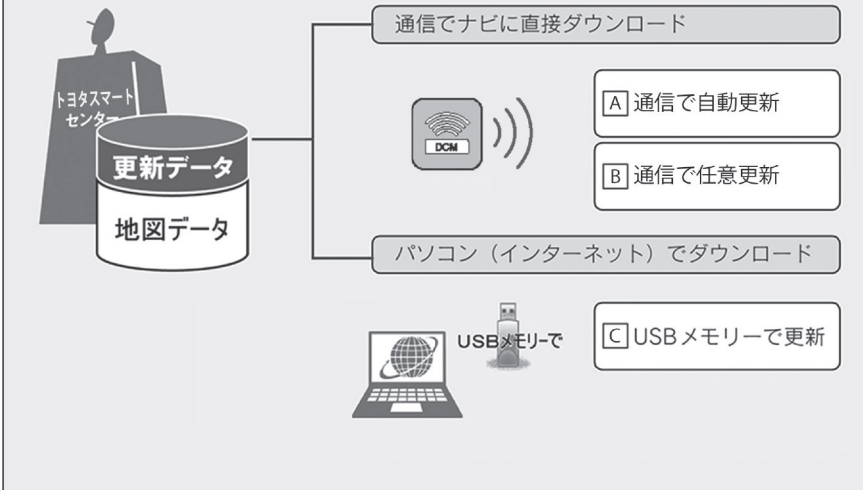 通信でナビに直接ダウンロード
トヨタスマート
センター
更新データ
地図データ
DCM
A 通信で自動更新
B 通信で任意更新
パソコン（インターネット）でダウンロード
USBメモリーで
C USBメモリーで更新